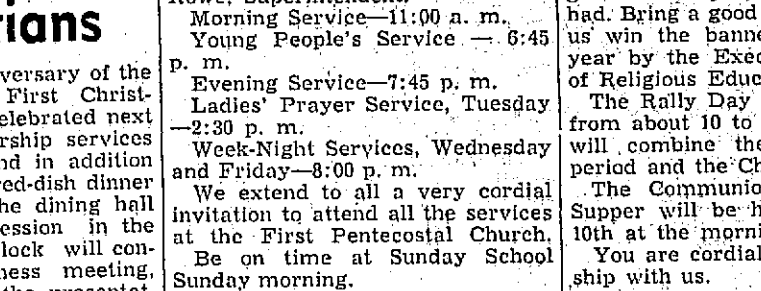 rians
versary of the
First Christ-
elebrated next
rship services
nd in addition
red-dish dinner
he dining hall
ession in the
lock will con-
ness meeting,
Morning Service—11:00 a. m.
Young People's Service — 6:45
p. m.
Evening Service—7:45 p. m.
Ladies' Prayer Service, Tuesday
—2:30 p. m.
Week-Night Services, Wednesday
and Friday—8:00 p. m.
We extend to all a very cordial
invitation to attend all the services
at the First Pentecostal Church.
Be on time at Sunday School
Sunday morning.
had. Bring a good
us win the banne
year by the Exec
of Religious Educ
The Rally Day
from about 10 to
will combine the
period and the Ch
The Communio
Supper will be h
10th at the morni
You are cordial
ship with us.